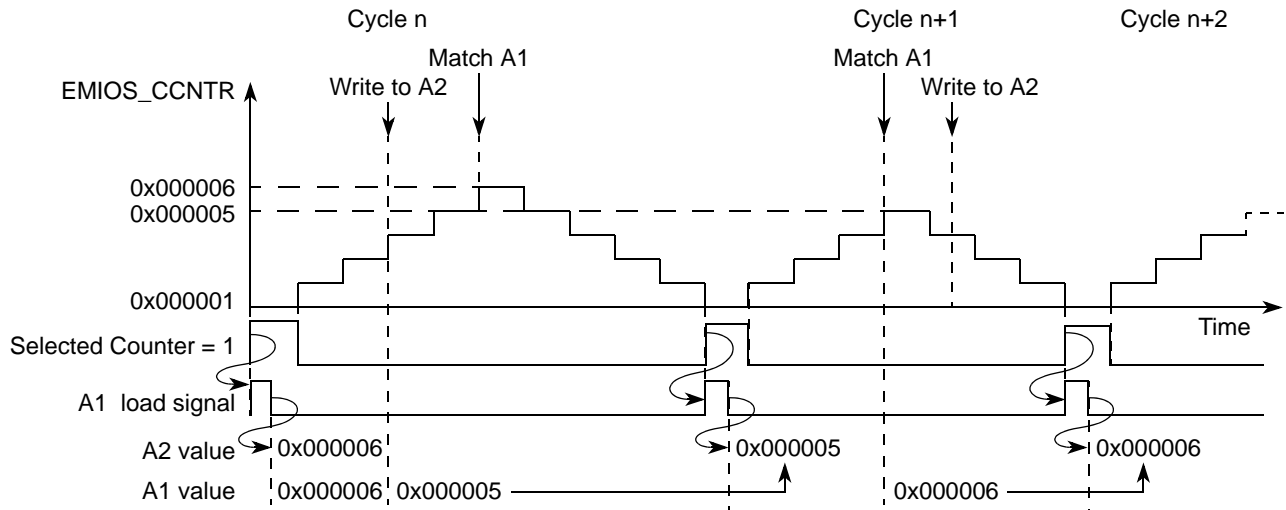 Cycle n Cycle n+1 Cycle n+2
Match A1 Match A1
EMIOS_CCNTR Write to A2 Write to A2
0x000006
0x000005
0x000001
Time
Selected Counter = 1
A1 load signal
A2 value 0x000006 0x000005 0x000006
A1 value 0x000006 0x000005 0x000006